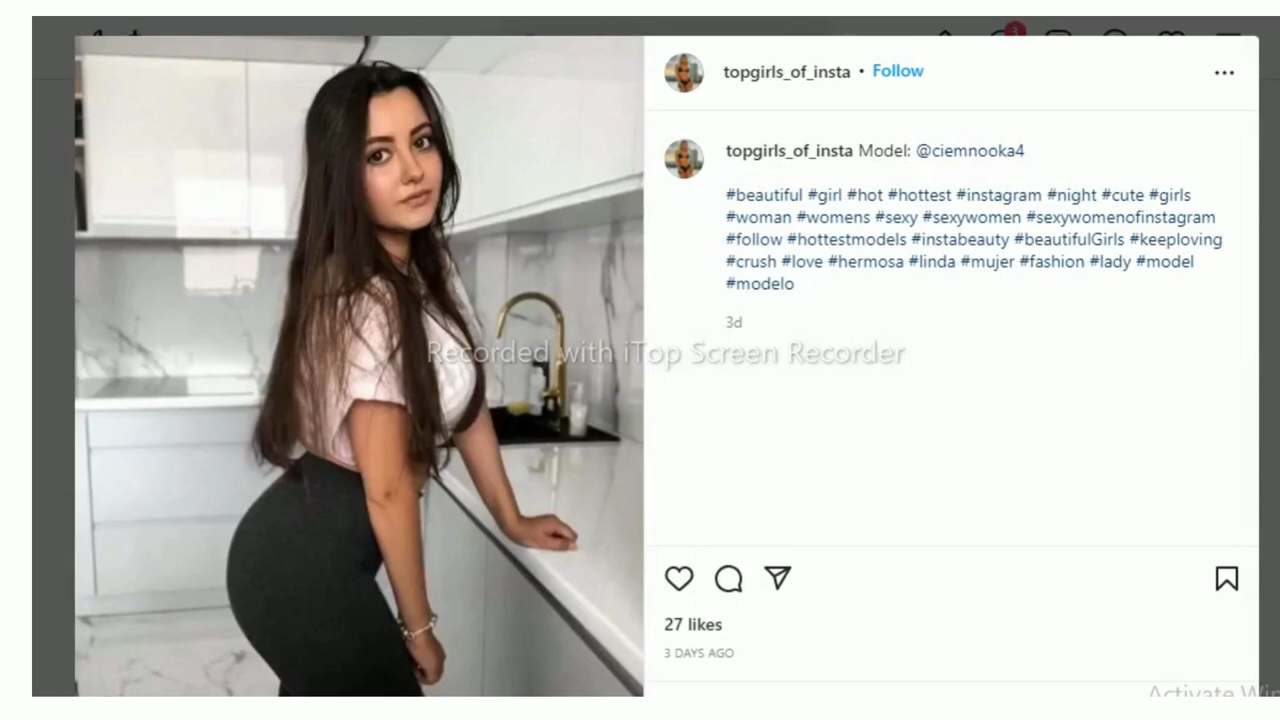 3
topgirls_of_insta • Follow
topgirls_of_insta Model: @ciemnooka4
#beautiful #girl #hot #hottest #instagram #night #cute #girls
#woman #womens #sexy #sexywomen #sexywomenofinstagram
#follow #hottestmodels #instabeauty #beautifulGirls #keeploving
#crush #love #hermosa #linda #mujer #fashion #lady #model
#modelo
3d
Recorded with iTop Screen Recorder
27 likes
3 DAYS AGO
Activate